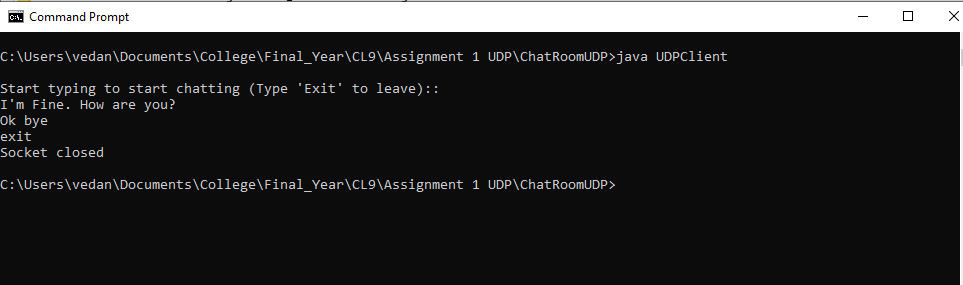 Command Prompt
C:\Users\vedan\Documents\College\Final_Year\CL9\Assignment 1 UDP\ChatRoomUDP>java UDPClient
Start typing to start chatting (Type 'Exit' to leave)::
I'm Fine. How are you?
Ok bye
exit
Socket closed
C:\Users\vedan\Documents\College\Final_Year\CL9\Assignment 1 UDP\ChatRoomUDP>